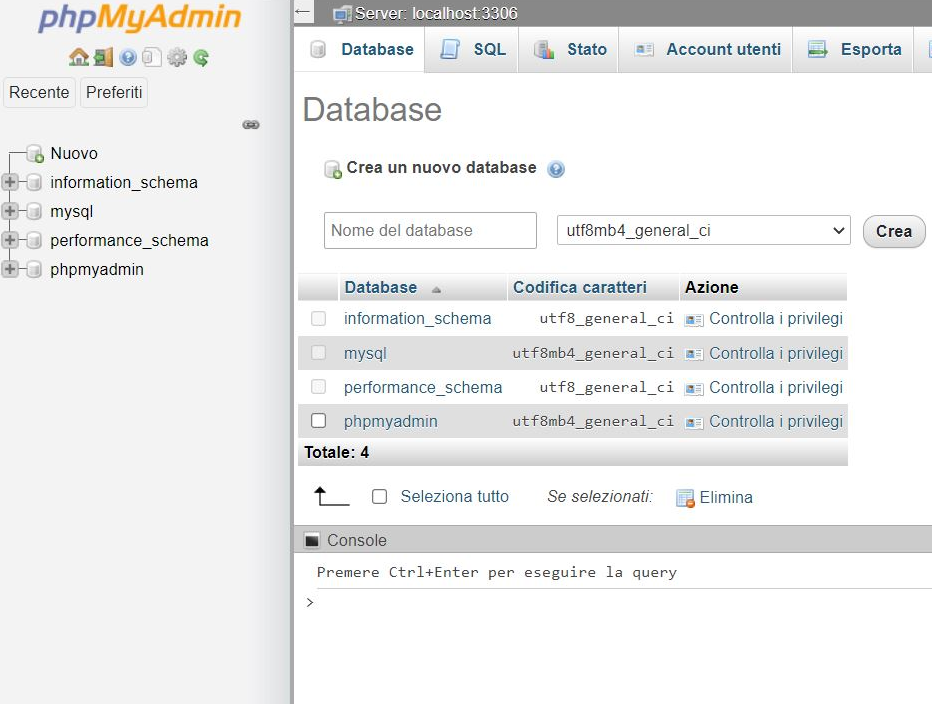 phpMyAdmin
Recente Preferiti
Nuovo
information_schema
mysql
performance_schema
phpmyadmin
Server: localhost:3306
Database SQL Stato Account utenti Esporta
Database
Crea un nuovo database
Nome del database utf8mb4_general_ci Crea
Database Codifica caratteri Azione
information_schema utf8_general_ci Controlla i privilegi
mysql utf8mb4_general_ci Controlla i privilegi
performance_schema utf8_general_ci Controlla i privilegi
phpmyadmin utf8mb4_general_ci Controlla i privilegi
Totale: 4
Seleziona tutto Se selezionati: Elimina
Console
Premere Ctrl+Enter per eseguire la query
>